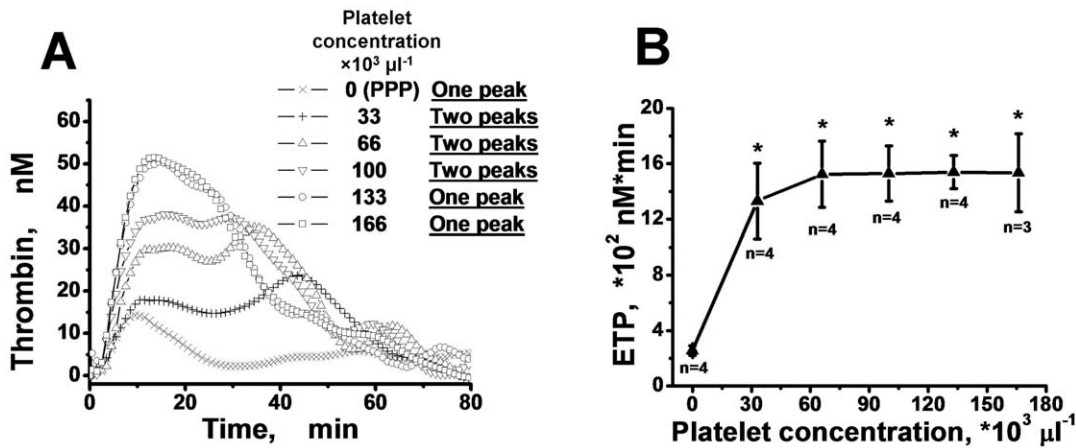 A
Platelet
concentration
×10³ µl⁻¹
0 (PPP) One peak
33 Two peaks
66 Two peaks
100 Two peaks
133 One peak
166 One peak
Thrombin, nM
60
50
40
30
20
10
0
0 20 40 60 80
Time, min
B
ETP, *10² nM*min
20
16
12
8
4
0
* * * * *
n=4 n=4 n=4 n=4 n=4 n=3
0 30 60 90 120 150 180
Platelet concentration, *10³ µl⁻¹